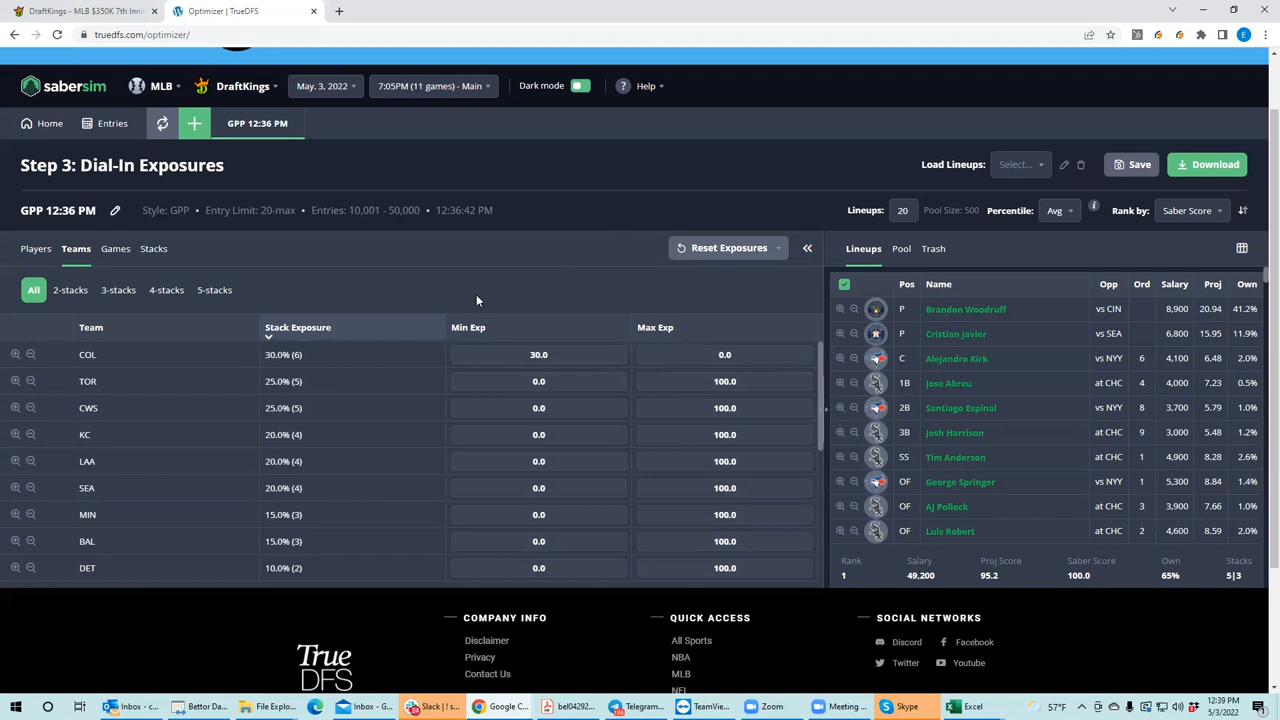 DraftKings - MLB $350K 7th Inni
Optimizer | TrueDFS
truedfs.com/optimizer/
E
sabersim
MLB
DraftKings
May. 3, 2022
7:05PM (11 games) - Main
Dark mode
? Help
Home
Entries
+
GPP 12:36 PM
Step 3: Dial-In Exposures
Load Lineups: Select...
Save
Download
GPP 12:36 PM
Style: GPP • Entry Limit: 20-max • Entries: 10,001 - 50,000 • 12:36:42 PM
Lineups: 20 Pool Size: 500 Percentile: Avg Rank by: Saber Score
Players Teams Games Stacks
Reset Exposures
Lineups Pool Trash
All 2-stacks 3-stacks 4-stacks 5-stacks
Pos Name Opp Ord Salary Proj Own
Team Stack Exposure Min Exp Max Exp
COL 30.0% (6) 30.0 0.0
TOR 25.0% (5) 0.0 100.0
CWS 25.0% (5) 0.0 100.0
KC 20.0% (4) 0.0 100.0
LAA 20.0% (4) 0.0 100.0
SEA 20.0% (4) 0.0 100.0
MIN 15.0% (3) 0.0 100.0
BAL 15.0% (3) 0.0 100.0
DET 10.0% (2) 0.0 100.0
P Brandon Woodruff vs CIN 8,900 20.94 41.2%
P Cristian Javier vs SEA 6,800 15.95 11.9%
C Alejandro Kirk vs NYY 6 4,100 6.48 2.0%
1B Jose Abreu at CHC 4 4,000 7.23 0.5%
2B Santiago Espinal vs NYY 8 3,700 5.79 1.0%
3B Josh Harrison at CHC 9 3,000 5.48 1.2%
SS Tim Anderson at CHC 1 4,900 8.28 2.6%
OF George Springer vs NYY 1 5,300 8.84 1.4%
OF AJ Pollock at CHC 3 3,900 7.66 1.0%
OF Luis Robert at CHC 2 4,600 8.59 2.0%
Rank Salary Proj Score Saber Score Own Stacks
1 49,200 95.2 100.0 65% 5|3
True
DFS
COMPANY INFO
Disclaimer
Privacy
Contact Us
QUICK ACCESS
All Sports
NBA
MLB
NFL
SOCIAL NETWORKS
Discord Facebook
Twitter Youtube
Inbox - c...
Bettor Da...
File Explo...
Inbox - G...
Slack | ! s...
Google C...
bel04292...
Telegram...
TeamVie...
Zoom
Meeting ...
Skype
Excel
57°F
12:39 PM
5/3/2022